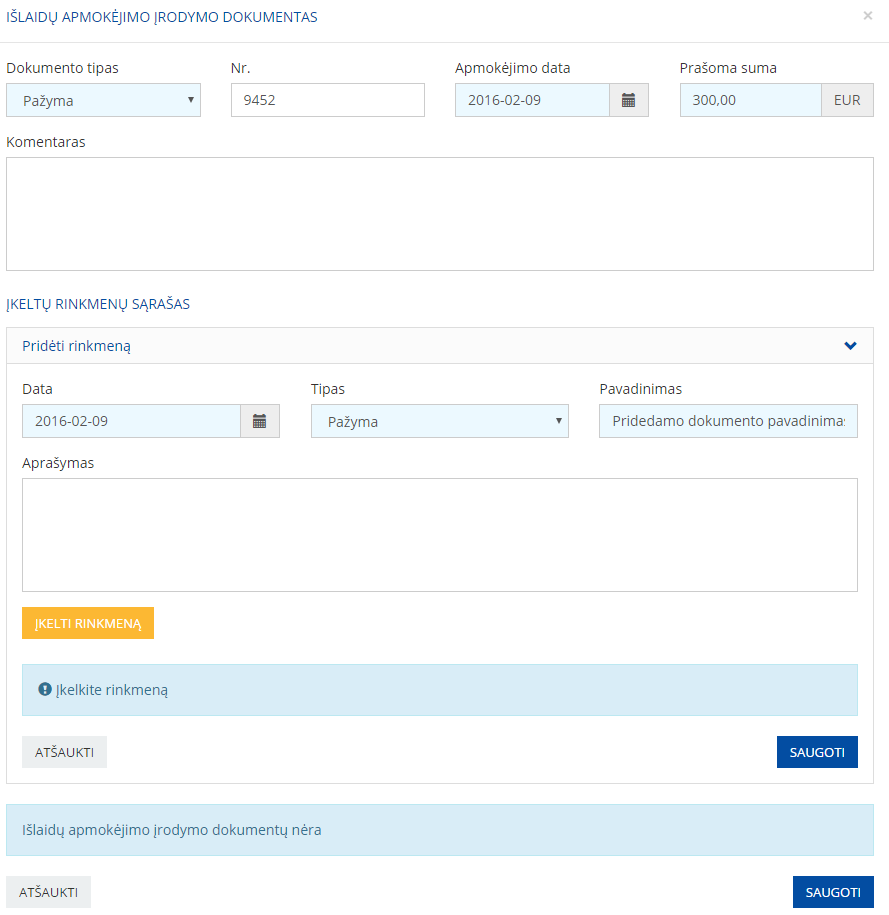 IŠLAIDŲ APMOKĖJIMO ĮRODYMO DOKUMENTAS ×
Dokumento tipas Nr. Apmokėjimo data Prašoma suma
Pažyma 9452 2016-02-09 300,00 EUR
Komentaras
ĮKELTŲ RINKMENŲ SĄRAŠAS
Pridėti rinkmeną
Data Tipas Pavadinimas
2016-02-09 Pažyma Pridedamo dokumento pavadinimas
Aprašymas
ĮKELTI RINKMENĄ
Įkelkite rinkmeną
ATŠAUKTI SAUGOTI
Išlaidų apmokėjimo įrodymo dokumentų nėra
ATŠAUKTI SAUGOTI